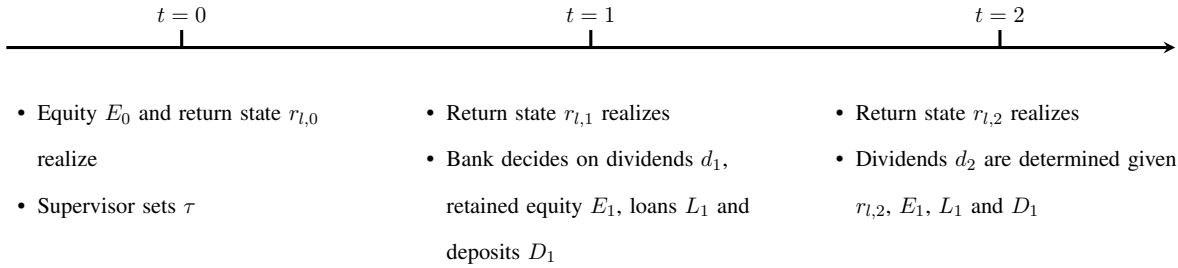 t = 0
t = 1
t = 2
• Equity E_0 and return state r_{l,0}
realize
• Supervisor sets τ
• Return state r_{l,1} realizes
• Bank decides on dividends d_1,
retained equity E_1, loans L_1 and
deposits D_1
• Return state r_{l,2} realizes
• Dividends d_2 are determined given
r_{l,2}, E_1, L_1 and D_1